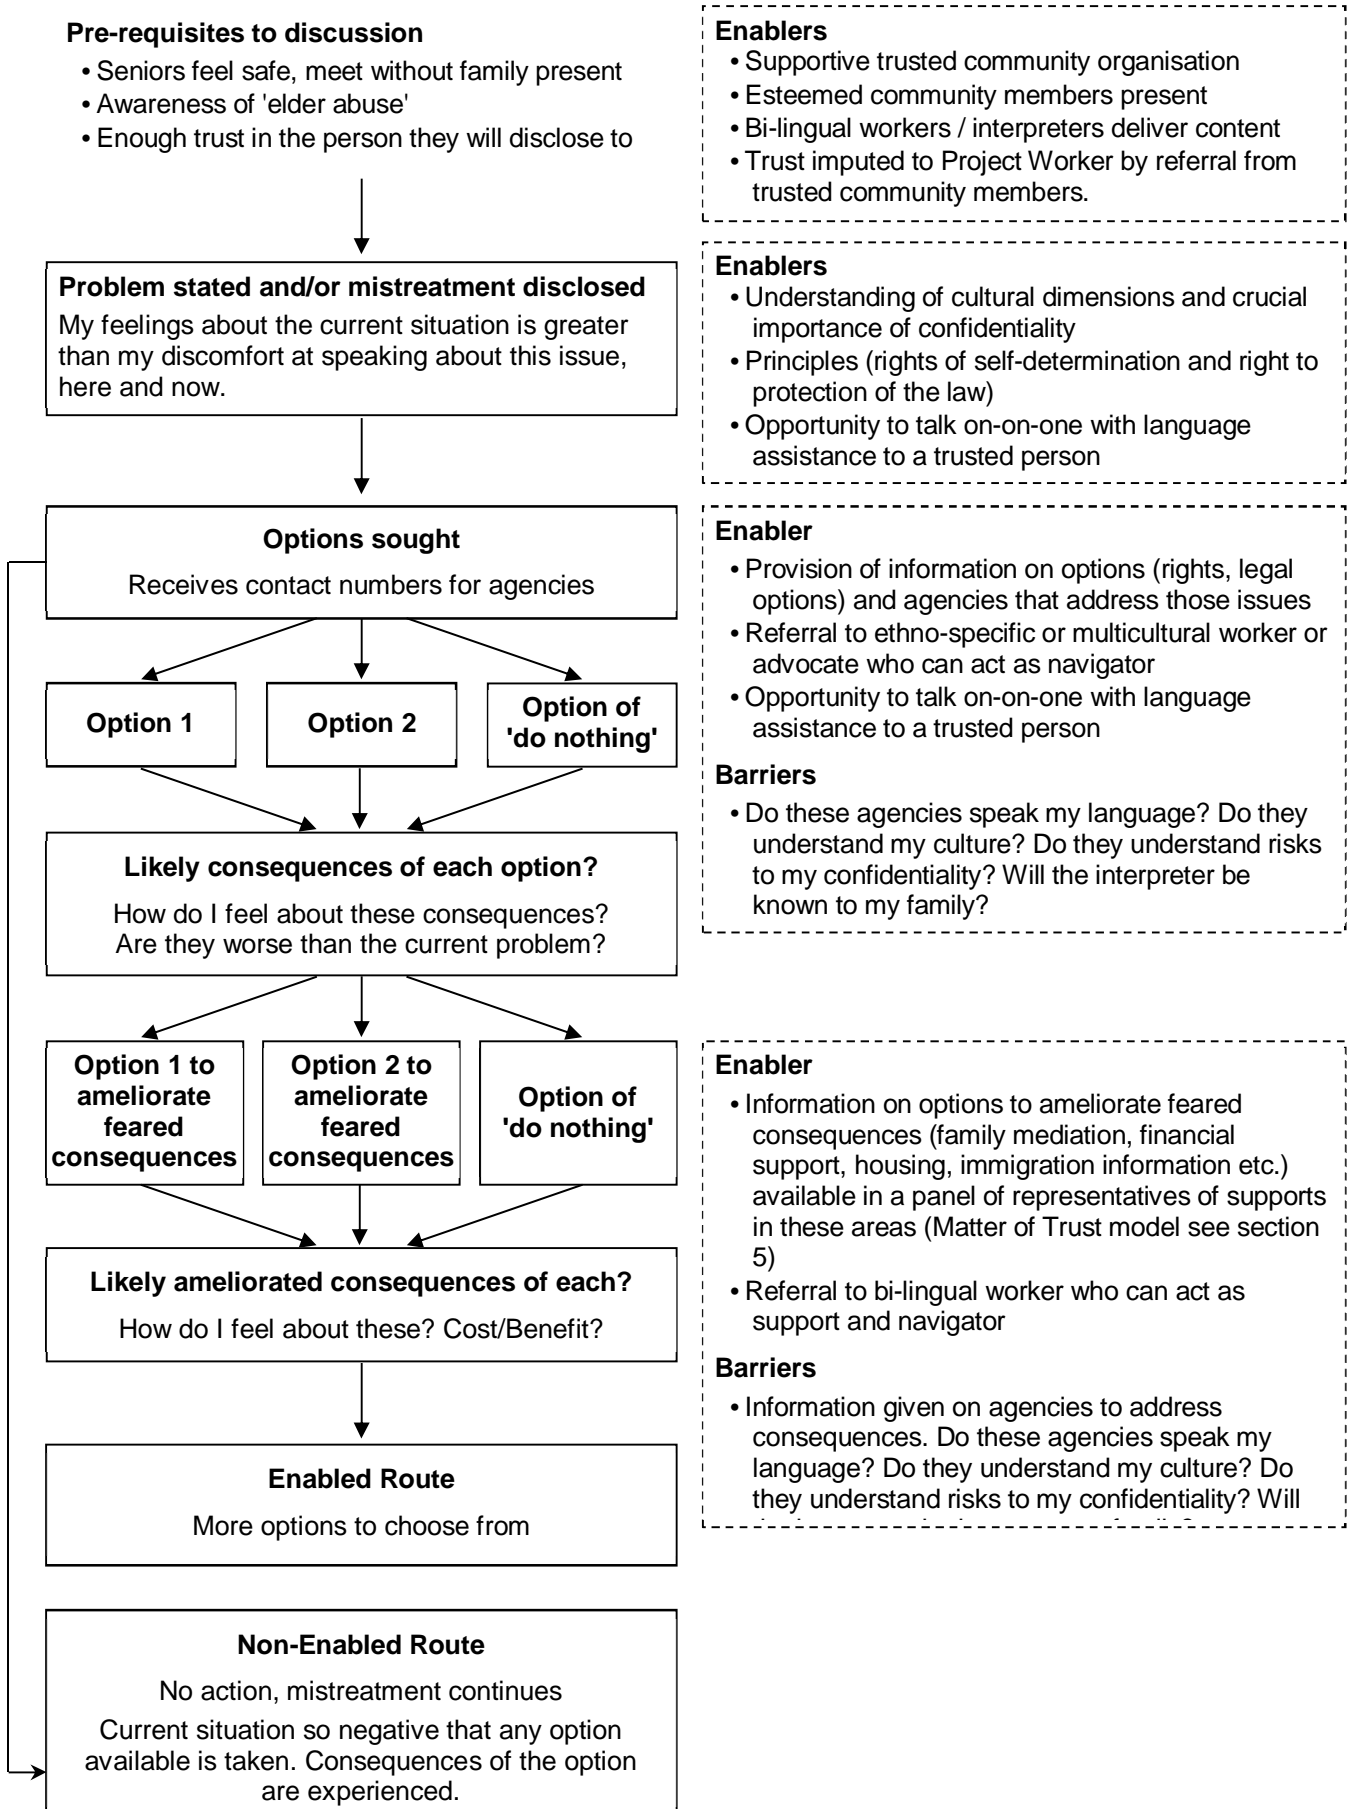 Pre-requisites to discussion
• Seniors feel safe, meet without family present
• Awareness of 'elder abuse'
• Enough trust in the person they will disclose to
Enablers
• Supportive trusted community organisation
• Esteemed community members present
• Bi-lingual workers / interpreters deliver content
• Trust imputed to Project Worker by referral from
trusted community members.
Problem stated and/or mistreatment disclosed
My feelings about the current situation is greater
than my discomfort at speaking about this issue,
here and now.
Enablers
• Understanding of cultural dimensions and crucial
importance of confidentiality
• Principles (rights of self-determination and right to
protection of the law)
• Opportunity to talk on-on-one with language
assistance to a trusted person
Options sought
Receives contact numbers for agencies
Option 1
Option 2
Option of
'do nothing'
Enabler
• Provision of information on options (rights, legal
options) and agencies that address those issues
• Referral to ethno-specific or multicultural worker or
advocate who can act as navigator
• Opportunity to talk on-on-one with language
assistance to a trusted person
Barriers
• Do these agencies speak my language? Do they
understand my culture? Do they understand risks
to my confidentiality? Will the interpreter be
known to my family?
Likely consequences of each option?
How do I feel about these consequences?
Are they worse than the current problem?
Option 1 to
ameliorate
feared
consequences
Option 2 to
ameliorate
feared
consequences
Option of
'do nothing'
Enabler
• Information on options to ameliorate feared
consequences (family mediation, financial
support, housing, immigration information etc.)
available in a panel of representatives of supports
in these areas (Matter of Trust model see section
5)
• Referral to bi-lingual worker who can act as
support and navigator
Barriers
• Information given on agencies to address
consequences. Do these agencies speak my
language? Do they understand my culture? Do
they understand risks to my confidentiality? Will
Likely ameliorated consequences of each?
How do I feel about these? Cost/Benefit?
Enabled Route
More options to choose from
Non-Enabled Route
No action, mistreatment continues
Current situation so negative that any option
available is taken. Consequences of the option
are experienced.